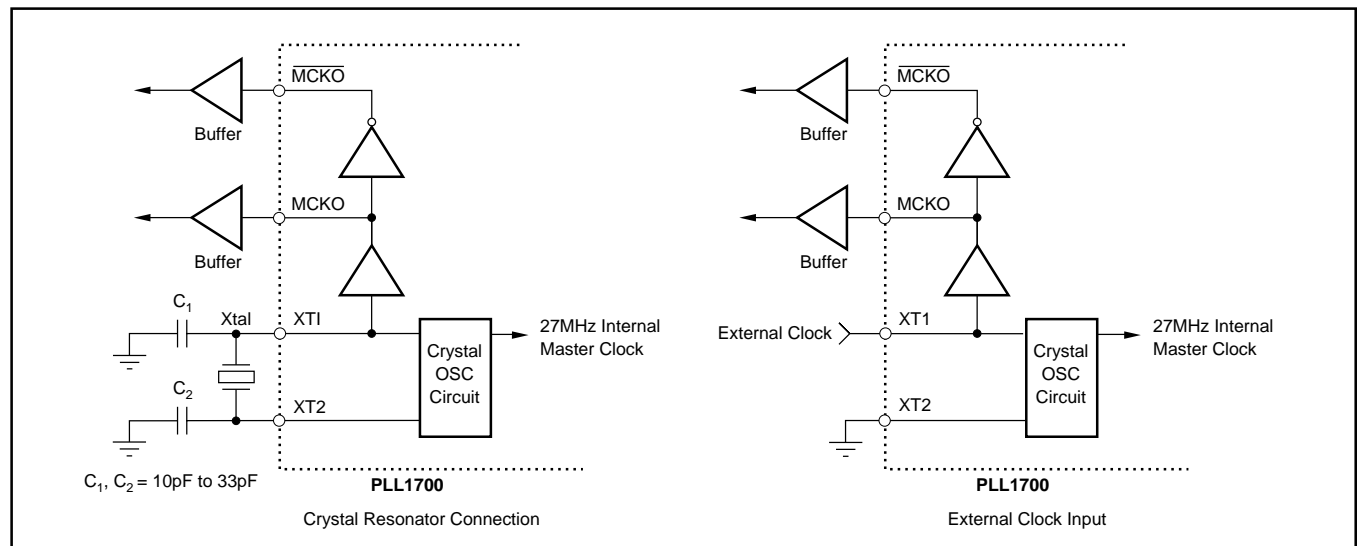 MCKO
Buffer
MCKO
Buffer
C1
Xtal
XTI
27MHz Internal
Master Clock
Crystal
OSC
Circuit
C2
XT2
C1, C2 = 10pF to 33pF
PLL1700
Crystal Resonator Connection
MCKO
Buffer
MCKO
Buffer
External Clock
XT1
27MHz Internal
Master Clock
Crystal
OSC
Circuit
XT2
PLL1700
External Clock Input